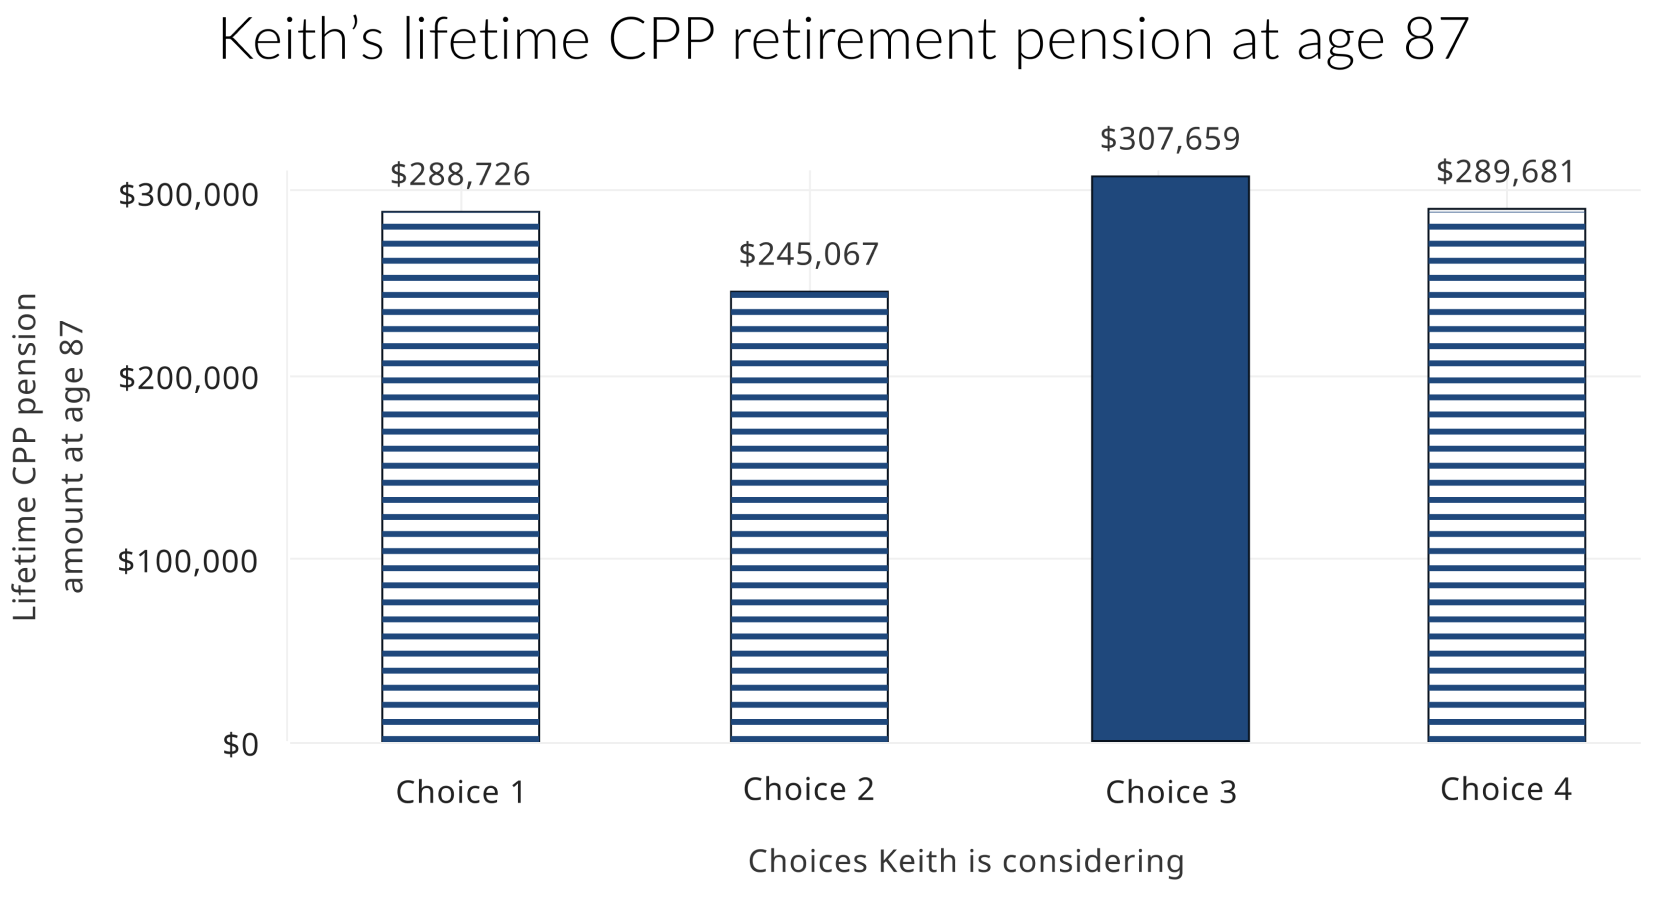 Keith’s lifetime CPP retirement pension at age 87
Lifetime CPP pension
amount at age 87
$300,000
$200,000
$100,000
$0
$288,726
$245,067
$307,659
$289,681
Choice 1
Choice 2
Choice 3
Choice 4
Choices Keith is considering